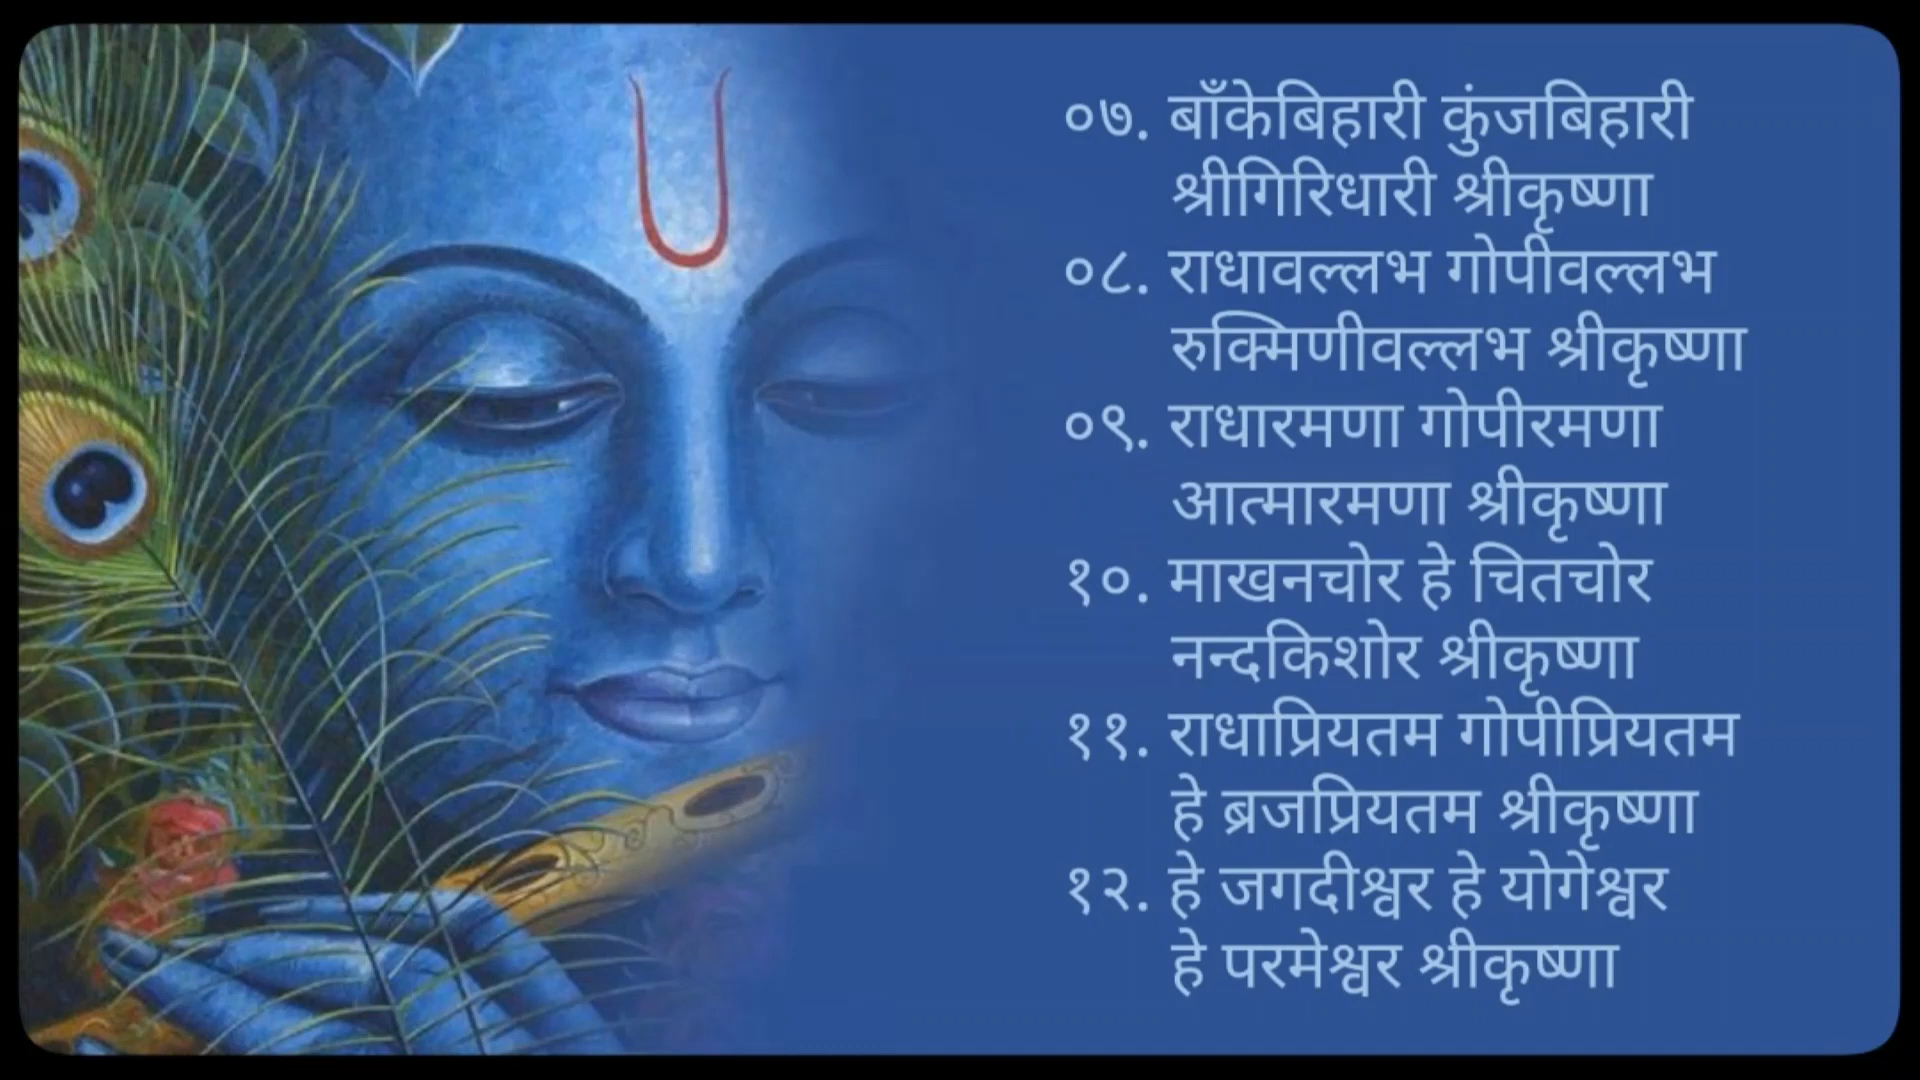 ०७. बाँकेबिहारी कुंजबिहारी
श्रीगिरिधारी श्रीकृष्णा
०८. राधावल्लभ गोपीवल्लभ
रुक्मिणीवल्लभ श्रीकृष्णा
०९. राधारमणा गोपीरमणा
आत्मारमणा श्रीकृष्णा
१०. माखनचोर हे चितचोर
नन्दकिशोर श्रीकृष्णा
११. राधाप्रियतम गोपीप्रियतम
हे ब्रजप्रियतम श्रीकृष्णा
१२. हे जगदीश्वर हे योगेश्वर
हे परमेश्वर श्रीकृष्णा